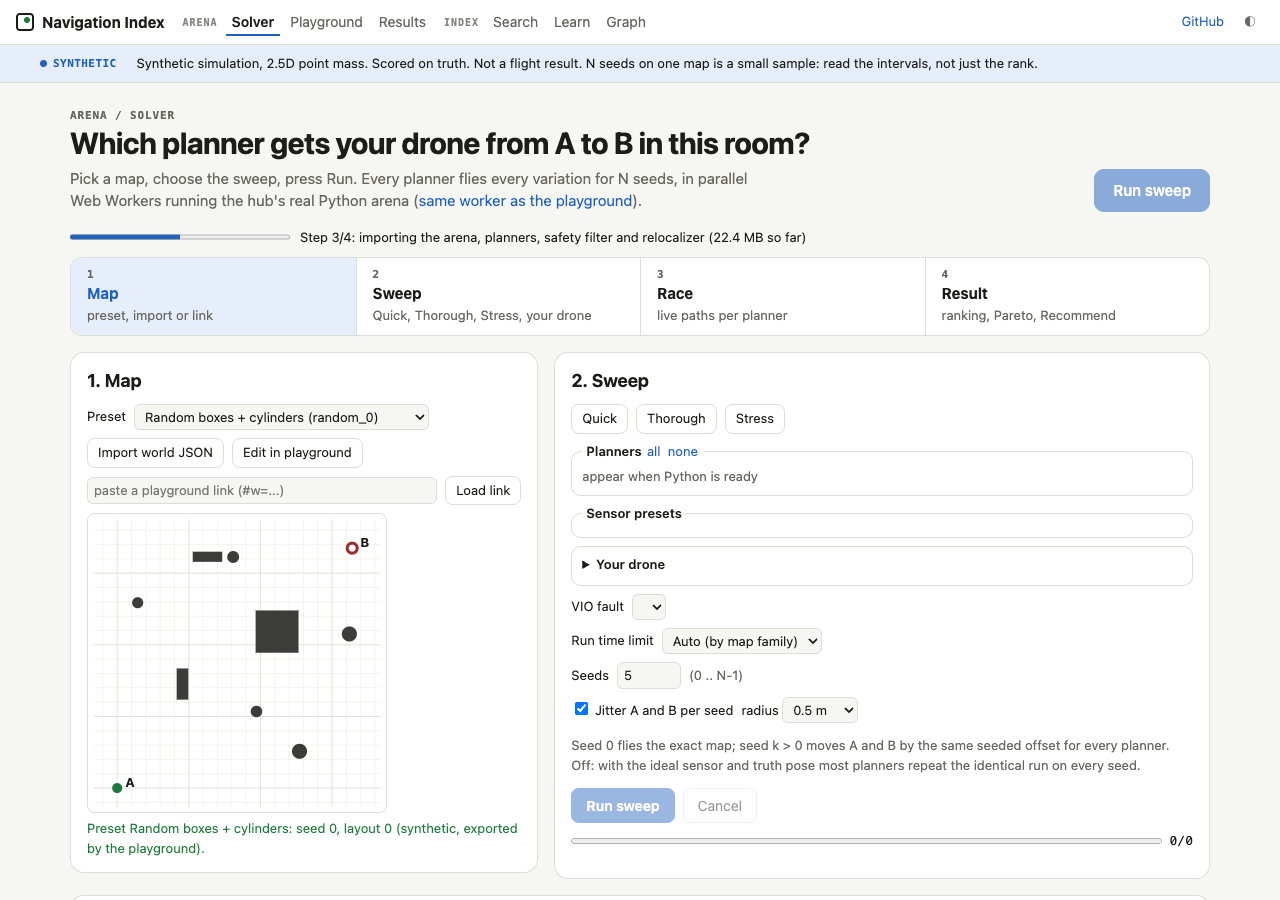 Navigation Index ARENA Solver Playground Results INDEX Search Learn Graph GitHub
SYNTHETIC Synthetic simulation, 2.5D point mass. Scored on truth. Not a flight result. N seeds on one map is a small sample: read the intervals, not just the rank.
ARENA / SOLVER
Which planner gets your drone from A to B in this room?
Pick a map, choose the sweep, press Run. Every planner flies every variation for N seeds, in parallel
Web Workers running the hub's real Python arena (same worker as the playground).
Run sweep
Step 3/4: importing the arena, planners, safety filter and relocalizer (22.4 MB so far)
1
Map
preset, import or link
2
Sweep
Quick, Thorough, Stress, your drone
3
Race
live paths per planner
4
Result
ranking, Pareto, Recommend
1. Map
Preset Random boxes + cylinders (random_0)
Import world JSON Edit in playground
paste a playground link (#w=...) Load link
B
A
Preset Random boxes + cylinders: seed 0, layout 0 (synthetic, exported
by the playground).
2. Sweep
Quick Thorough Stress
Planners all none
appear when Python is ready
Sensor presets
Your drone
VIO fault
Run time limit Auto (by map family)
Seeds 5 (0 .. N-1)
Jitter A and B per seed radius 0.5 m
Seed 0 flies the exact map; seed k > 0 moves A and B by the same seeded offset for every planner.
Off: with the ideal sensor and truth pose most planners repeat the identical run on every seed.
Run sweep Cancel
0/0